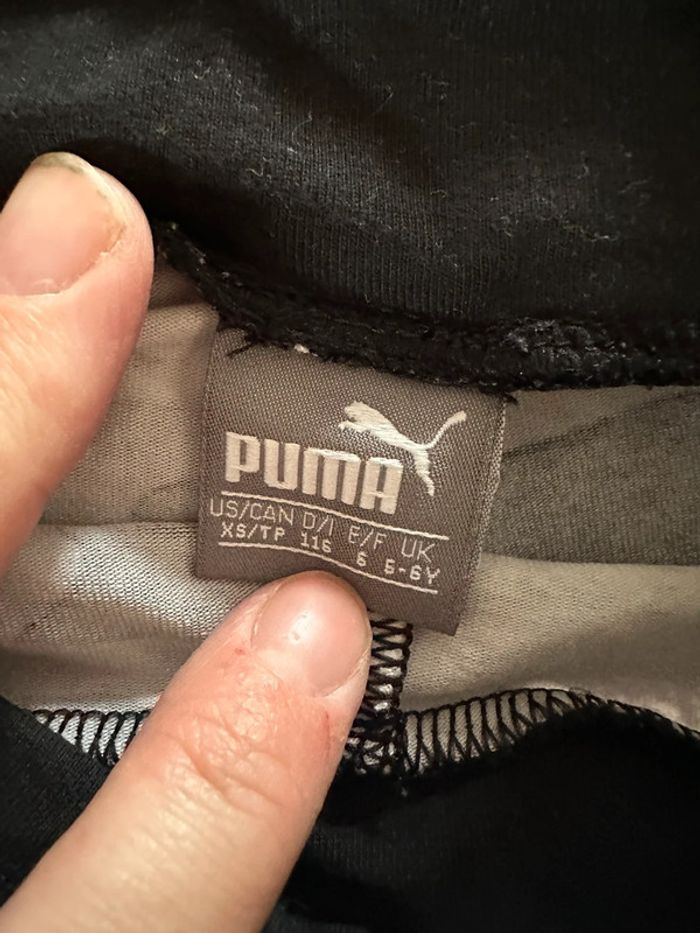 PUMA
US/CAN D/I E/F UK
XS/TP 116 6 5-6Y